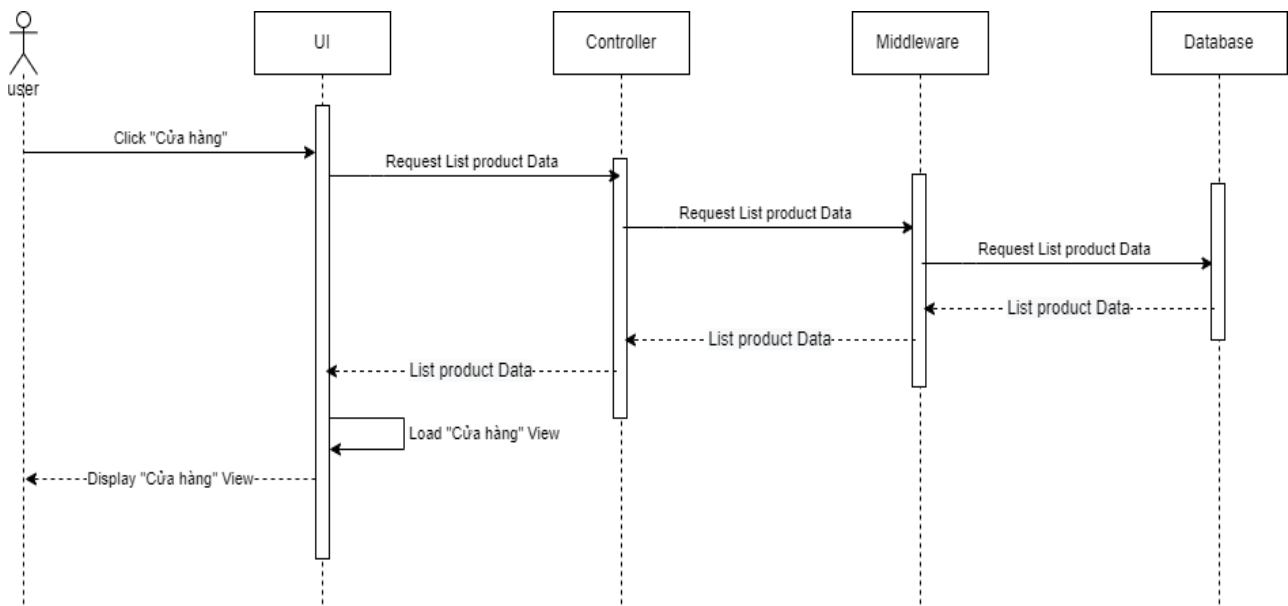 UI
Controller
Middleware
Database
user
Click "Cửa hàng"
Request List product Data
Request List product Data
Request List product Data
List product Data
List product Data
List product Data
Load "Cửa hàng" View
Display "Cửa hàng" View